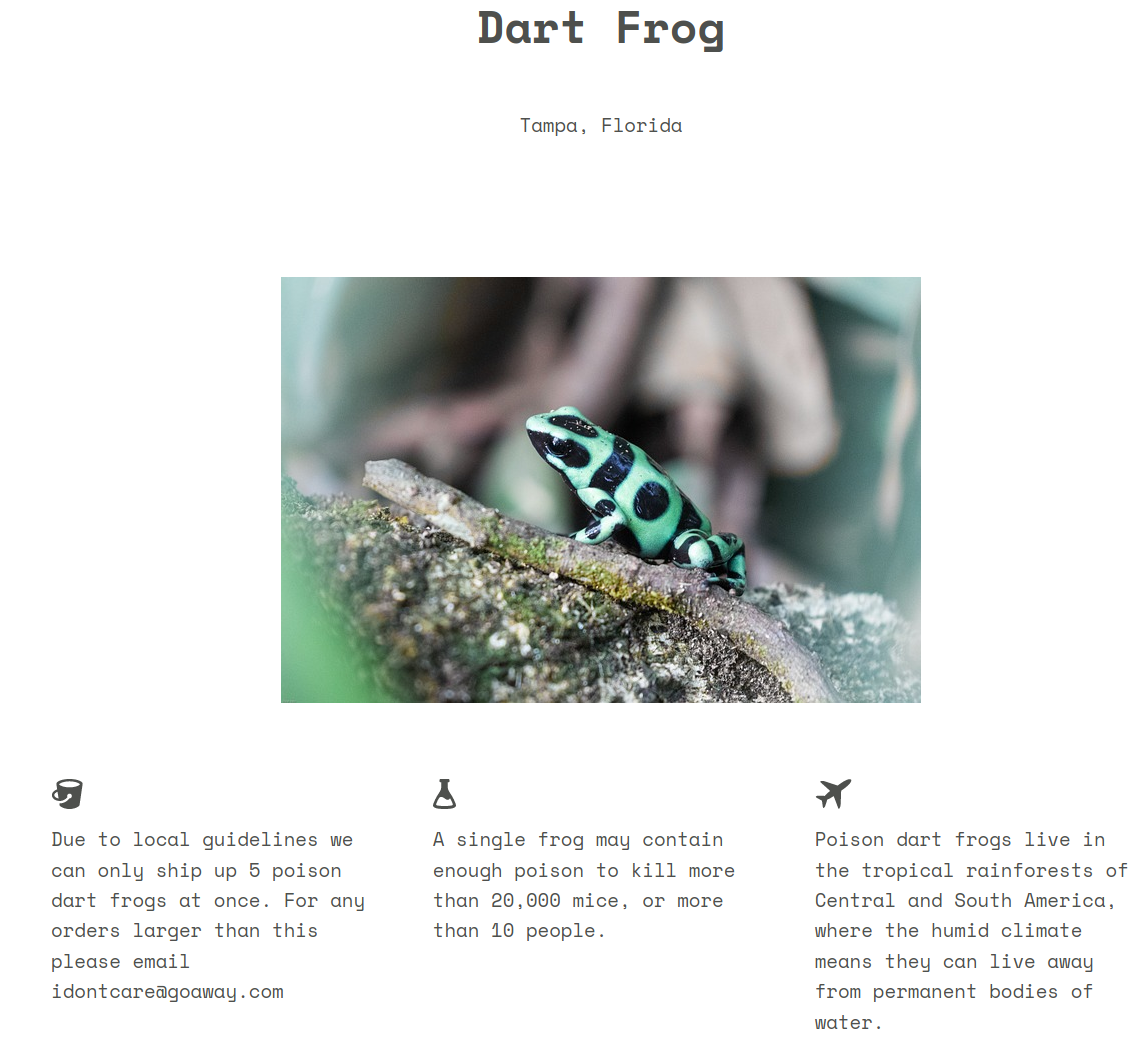 Dart Frog
Tampa, Florida
Due to local guidelines we
can only ship up 5 poison
dart frogs at once. For any
orders larger than this
please email
idontcare@goaway.com
A single frog may contain
enough poison to kill more
than 20,000 mice, or more
than 10 people.
Poison dart frogs live in
the tropical rainforests of
Central and South America,
where the humid climate
means they can live away
from permanent bodies of
water.